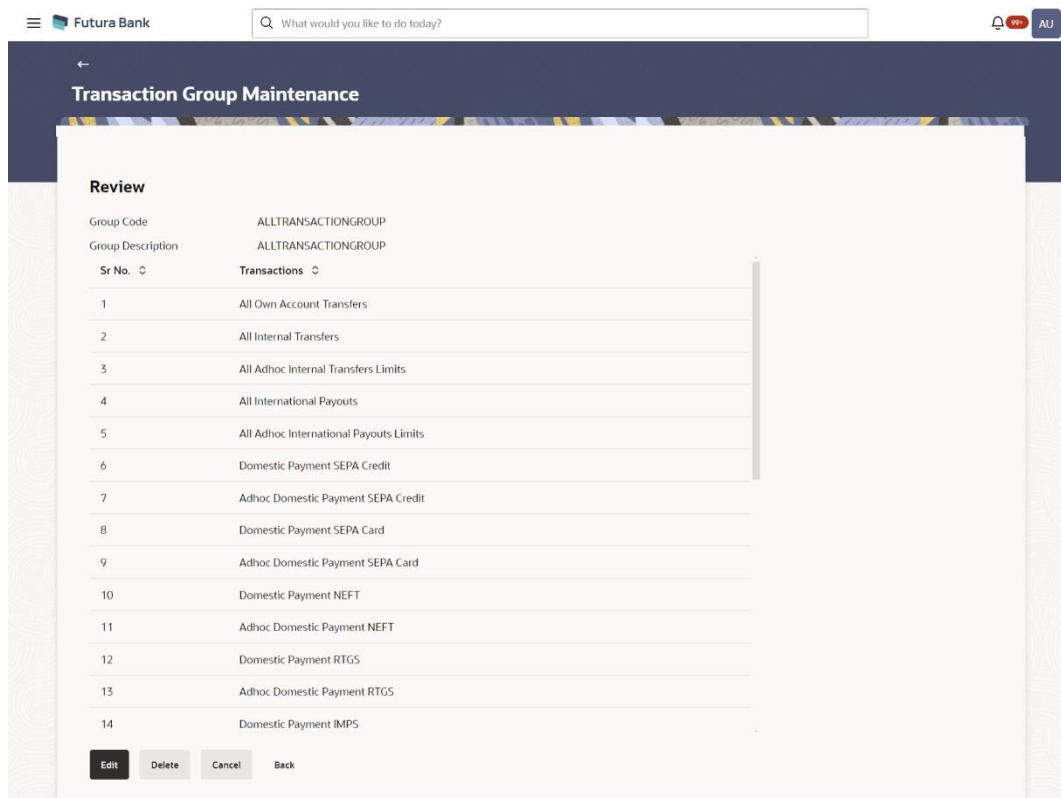 Futura Bank
What would you like to do today?
99+
AU
Transaction Group Maintenance
Review
Group Code ALLTRANSACTIONGROUP
Group Description ALLTRANSACTIONGROUP
Sr No. Transactions
1 All Own Account Transfers
2 All Internal Transfers
3 All Adhoc Internal Transfers Limits
4 All International Payouts
5 All Adhoc International Payouts Limits
6 Domestic Payment SEPA Credit
7 Adhoc Domestic Payment SEPA Credit
8 Domestic Payment SEPA Card
9 Adhoc Domestic Payment SEPA Card
10 Domestic Payment NEFT
11 Adhoc Domestic Payment NEFT
12 Domestic Payment RTGS
13 Adhoc Domestic Payment RTGS
14 Domestic Payment IMPS
Edit Delete Cancel Back